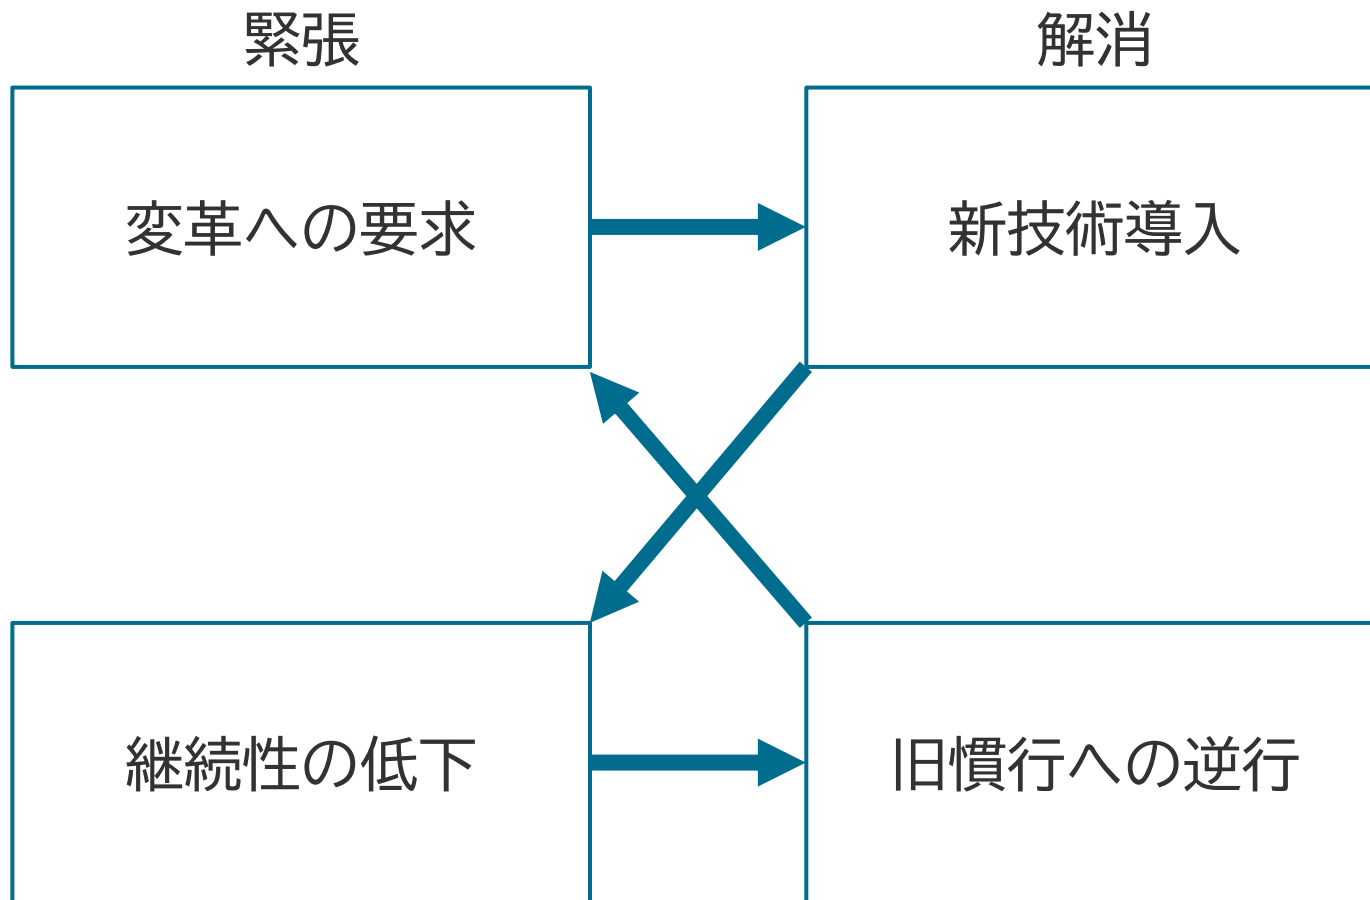 緊張
解消
変革への要求
新技術導入
継続性の低下
旧慣行への逆行